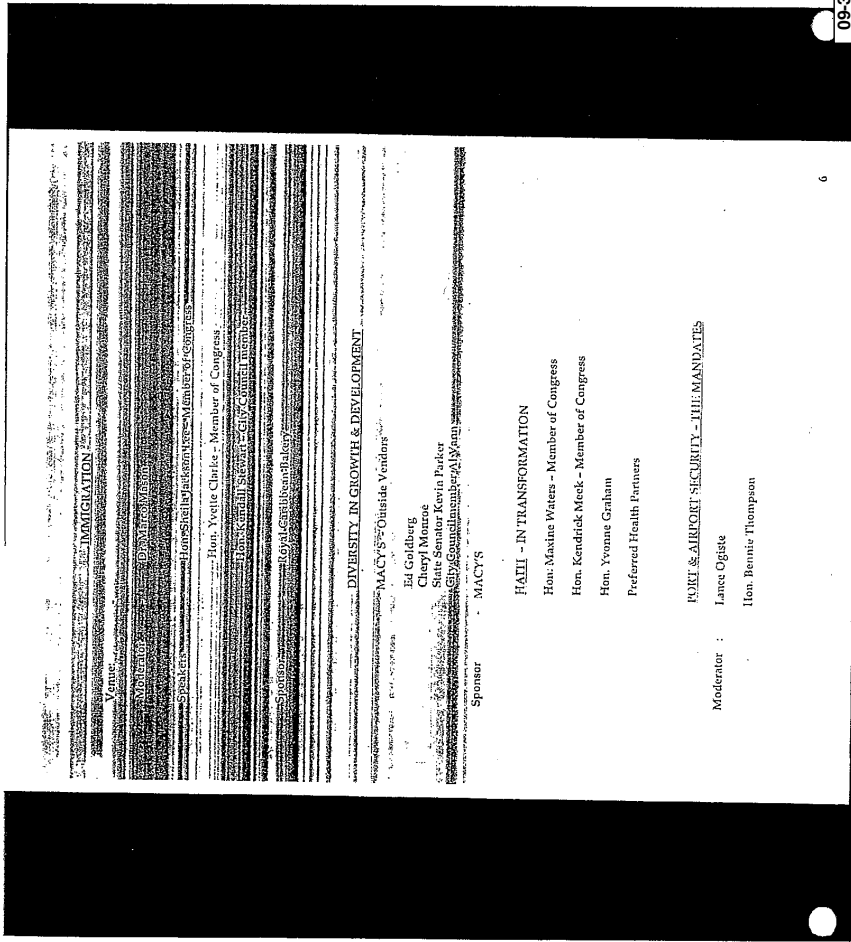 IMMIGRATION
Venue:
Moderator Dr. Marco Mason
Speakers Hon. Sheila Jackson Lee – Member of Congress
Hon. Yvette Clarke – Member of Congress
Hon. Kendall Stewart – City Council member
Sponsor Royal Caribbean Bakery
DIVERSITY IN GROWTH & DEVELOPMENT
MACY'S – Outside Vendors
Ed Goldberg
Cheryl Monroe
State Senator Kevin Parker
City Councilmember Al Vann
Sponsor - MACY'S
HAITI – IN TRANSFORMATION
Hon. Maxine Waters – Member of Congress
Hon. Kendrick Meek – Member of Congress
Hon. Yvonne Graham
Preferred Health Partners
PORT & AIRPORT SECURITY – THE MANDATES
Moderator : Lance Ogiste
Hon. Bennie Thompson
6
09-3